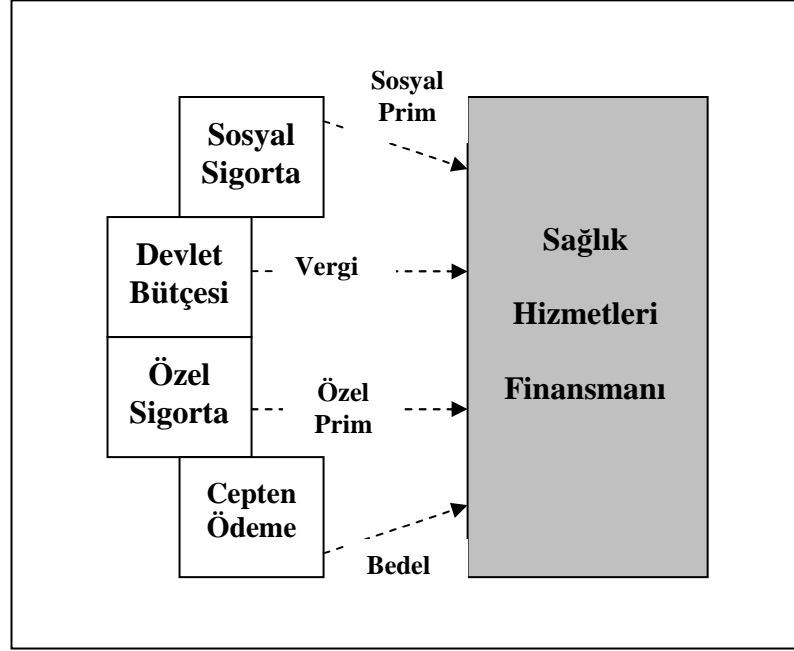 Sosyal
Prim
Sosyal
Sigorta
Devlet
Bütçesi
Vergi
Özel
Sigorta
Özel
Prim
Cepten
Ödeme
Bedel
Sağlık
Hizmetleri
Finansmanı